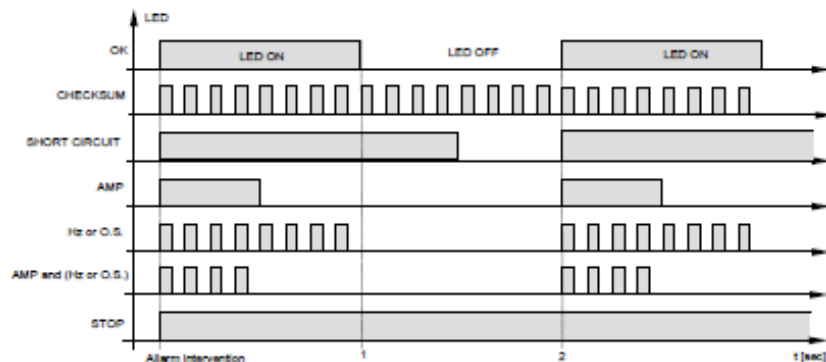 LED
OK
LED ON
LED OFF
LED ON
CHECKSUM
SHORT CIRCUIT
AMP
Hz or O.S.
AMP and (Hz or O.S.)
STOP
Allarm intervention
1
2
t [sec]